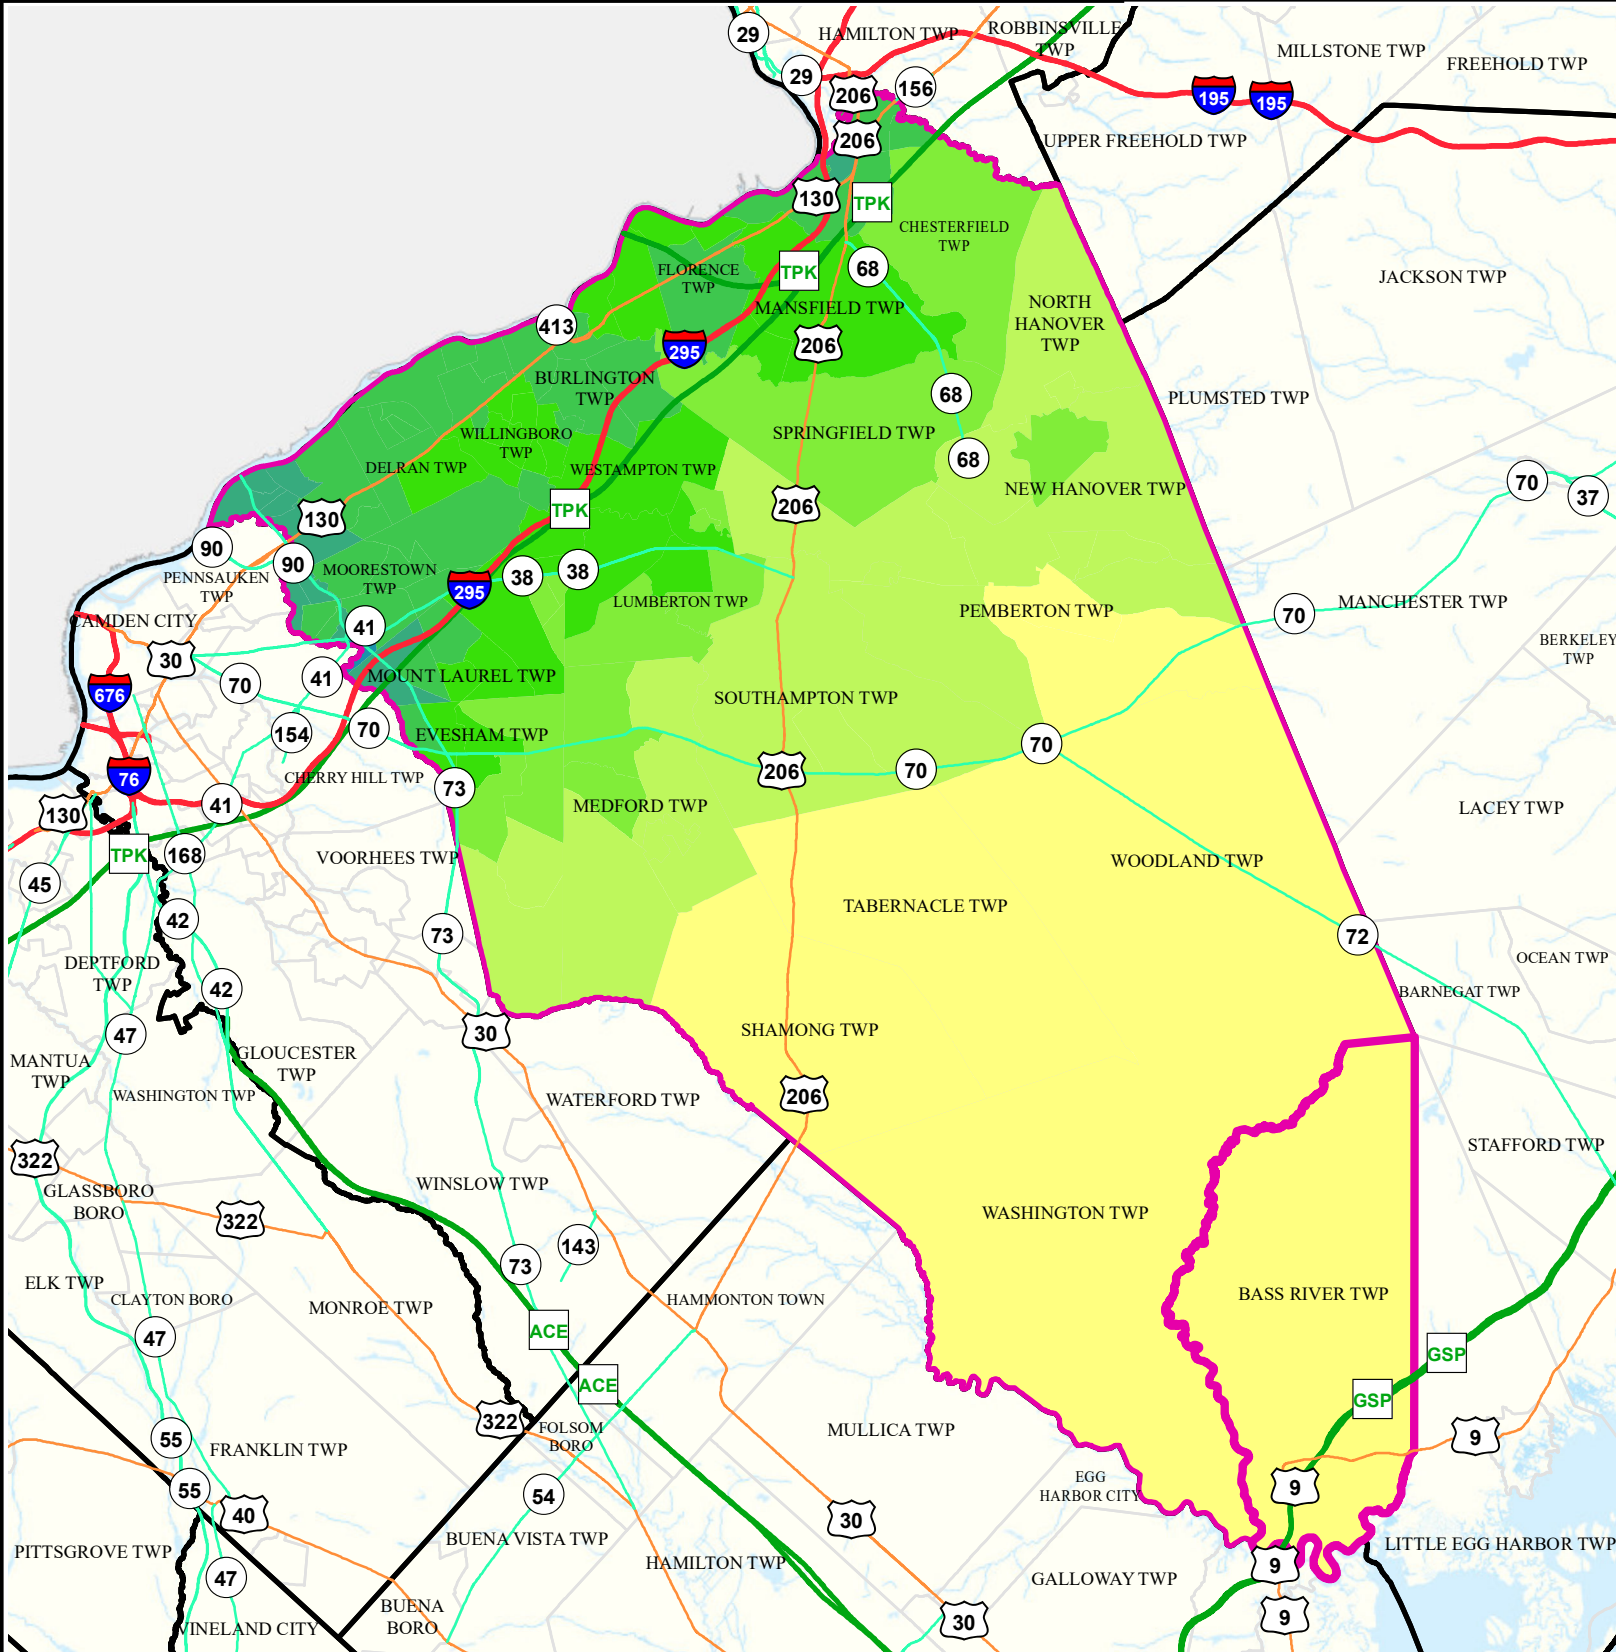 29
HAMILTON TWP
ROBBINSVILLE
TWP
MILLSTONE TWP
FREEHOLD TWP
29
206
156
195
195
206
UPPER FREEHOLD TWP
130
TPK
CHESTERFIELD
TWP
FLORENCE
TWP
TPK
68
JACKSON TWP
MANSFIELD TWP
NORTH
HANOVER
TWP
413
295
206
BURLINGTON
TWP
68
PLUMSTED TWP
WILLINGBORO
TWP
SPRINGFIELD TWP
68
DELRAN TWP
WESTAMPTON TWP
NEW HANOVER TWP
70
37
130
TPK
206
90
90
PENNSAUKEN
TWP
MOORESTOWN
TWP
295
38
38
LUMBERTON TWP
PEMBERTON TWP
70
MANCHESTER TWP
CAMDEN CITY
41
BERKELEY
TWP
30
70
41
MOUNT LAUREL TWP
676
SOUTHAMPTON TWP
154
70
EVESHAM TWP
70
76
CHERRY HILL TWP
73
206
70
130
41
MEDFORD TWP
LACEY TWP
TPK
168
VOORHEES TWP
WOODLAND TWP
45
42
TABERNACLE TWP
73
72
DEPTFORD
TWP
OCEAN TWP
42
BARNEGAT TWP
47
30
SHAMONG TWP
MANTUA
TWP
GLOUCESTER
TWP
WASHINGTON TWP
WATERFORD TWP
206
322
STAFFORD TWP
GLASSBORO
BORO
WINSLOW TWP
322
WASHINGTON TWP
143
73
ELK TWP
CLAYTON BORO
MONROE TWP
HAMMONTON TOWN
BASS RIVER TWP
47
ACE
GSP
ACE
GSP
322
FOLSOM
BORO
MULLICA TWP
55
FRANKLIN TWP
9
EGG
HARBOR CITY
55
54
9
40
30
BUENA VISTA TWP
PITTSGROVE TWP
HAMILTON TWP
9
LITTLE EGG HARBOR TWP
47
GALLOWAY TWP
BUENA
BORO
30
9
VINELAND CITY